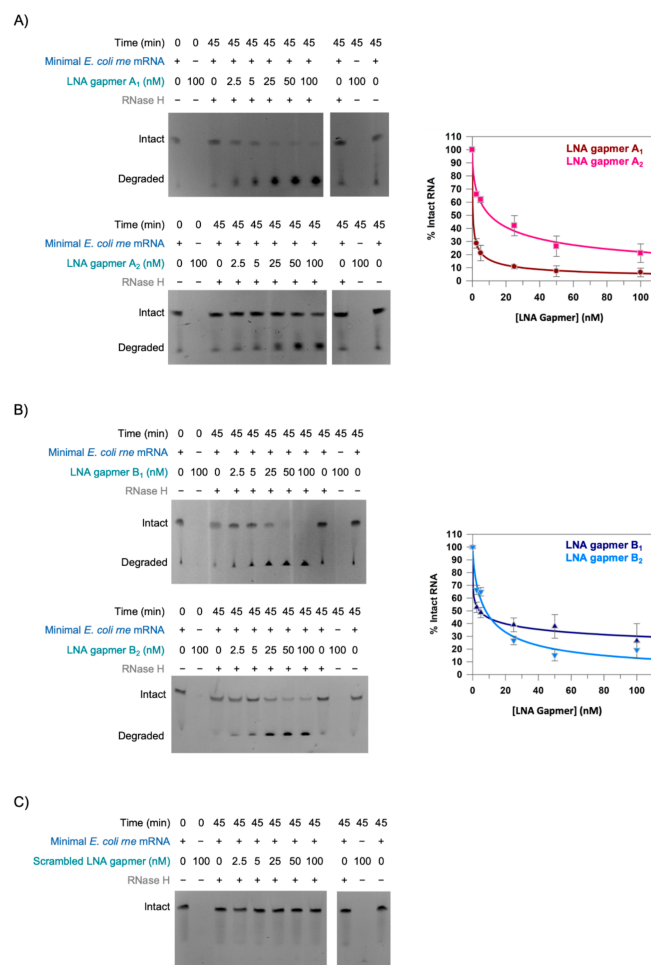 A)
Time (min) 0 0 45 45 45 45 45 45 45 45 45
Minimal E. coli rne mRNA + – + + + + + + + – +
LNA gapmer A1 (nM) 0 100 0 2.5 5 25 50 100 0 100 0
RNase H – – + + + + + + + – –
Intact
Degraded
Time (min) 0 0 45 45 45 45 45 45 45 45 45
Minimal E. coli rne mRNA + – + + + + + + + – +
LNA gapmer A2 (nM) 0 100 0 2.5 5 25 50 100 0 100 0
RNase H – – + + + + + + + – –
Intact
Degraded
% Intact RNA
110
100
90
80
70
60
50
40
30
20
10
0
LNA gapmer A1
LNA gapmer A2
0 20 40 60 80 100
[LNA Gapmer] (nM)
B)
Time (min) 0 0 45 45 45 45 45 45 45 45 45
Minimal E. coli rne mRNA + – + + + + + + + – +
LNA gapmer B1 (nM) 0 100 0 2.5 5 25 50 100 0 100 0
RNase H – – + + + + + + + – –
Intact
Degraded
Time (min) 0 0 45 45 45 45 45 45 45 45 45
Minimal E. coli rne mRNA + – + + + + + + + – +
LNA gapmer B2 (nM) 0 100 0 2.5 5 25 50 100 0 100 0
RNase H – – + + + + + + + – –
Intact
Degraded
% Intact RNA
110
100
90
80
70
60
50
40
30
20
10
0
LNA gapmer B1
LNA gapmer B2
0 20 40 60 80 100
[LNA Gapmer] (nM)
C)
Time (min) 0 0 45 45 45 45 45 45 45 45 45
Minimal E. coli rne mRNA + – + + + + + + + – +
Scrambled LNA gapmer (nM) 0 100 0 2.5 5 25 50 100 0 100 0
RNase H – – + + + + + + + – –
Intact